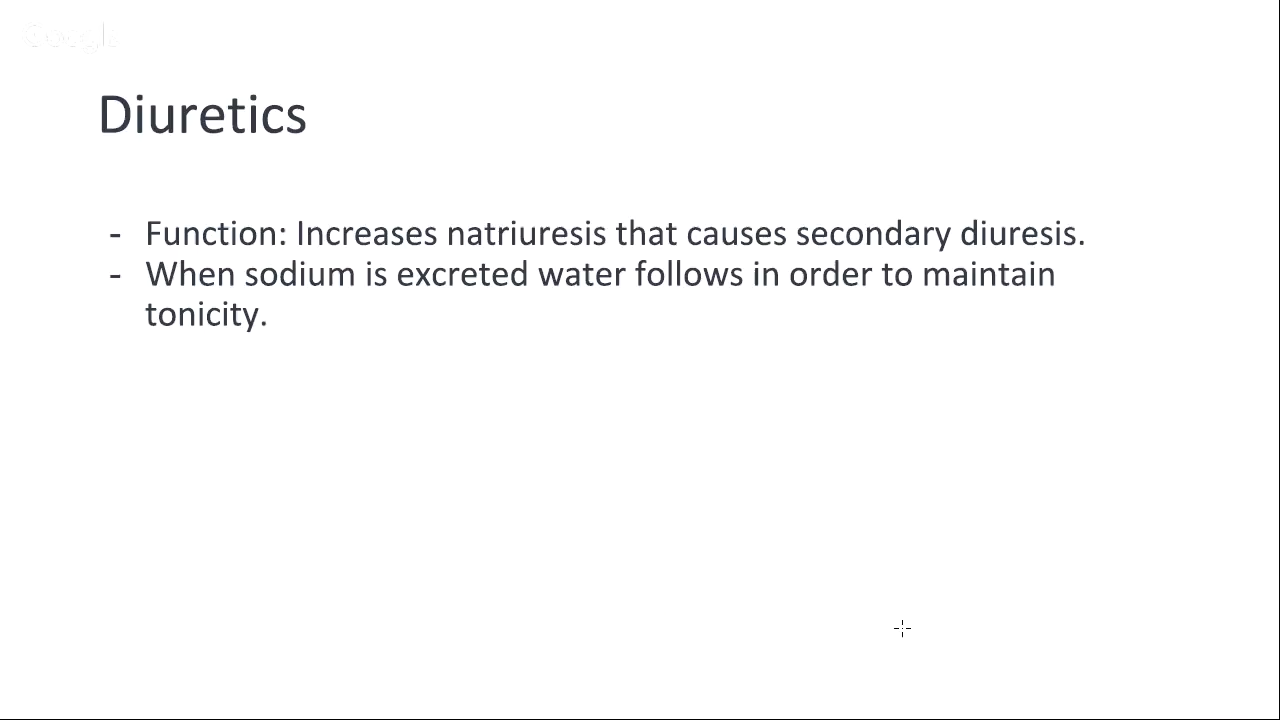 Diuretics
- Function: Increases natriuresis that causes secondary diuresis.
- When sodium is excreted water follows in order to maintain
tonicity.